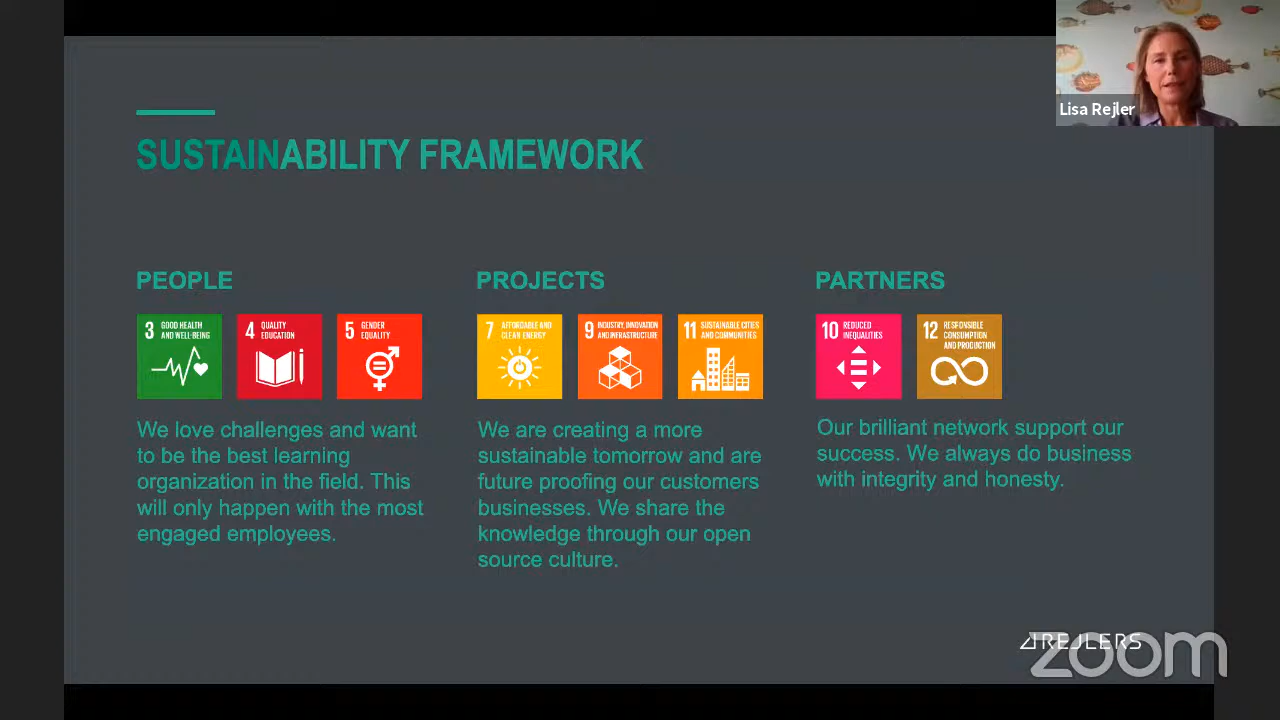 Lisa Rejler
SUSTAINABILITY FRAMEWORK
PEOPLE
3 GOOD HEALTH
AND WELL-BEING
4 QUALITY
EDUCATION
5 GENDER
EQUALITY
We love challenges and want
to be the best learning
organization in the field. This
will only happen with the most
engaged employees.
PROJECTS
7 AFFORDABLE AND
CLEAN ENERGY
9 INDUSTRY, INNOVATION
AND INFRASTRUCTURE
11 SUSTAINABLE CITIES
AND COMMUNITIES
We are creating a more
sustainable tomorrow and are
future proofing our customers
businesses. We share the
knowledge through our open
source culture.
PARTNERS
10 REDUCED
INEQUALITIES
12 RESPONSIBLE
CONSUMPTION
AND PRODUCTION
Our brilliant network support our
success. We always do business
with integrity and honesty.
REJLERS
zoom